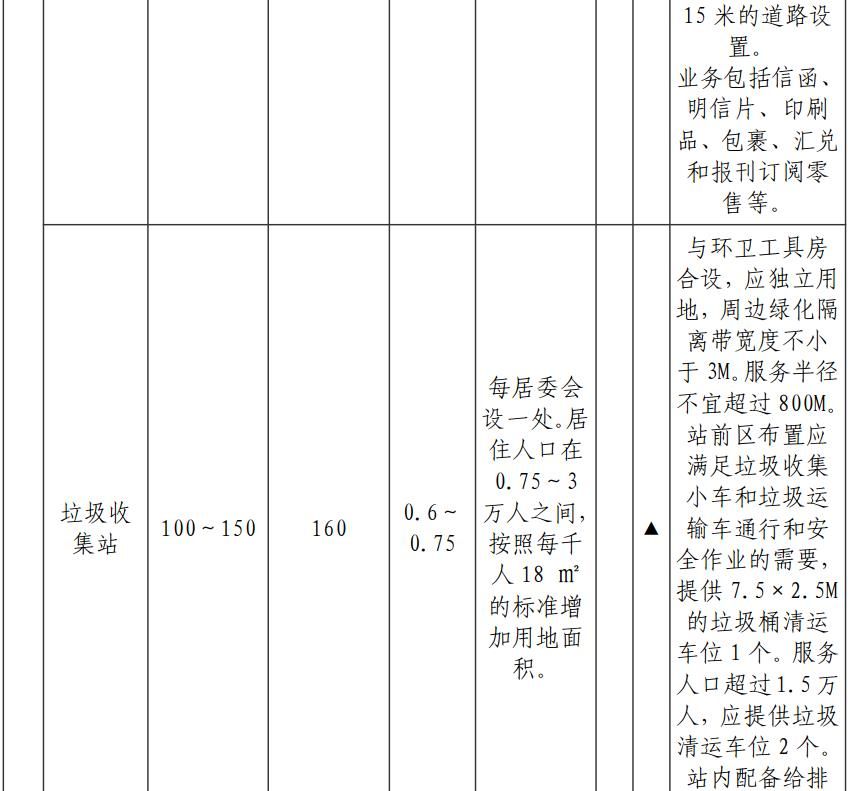 15 米的道路设
置。
业务包括信函、
明信片、印刷
品、包裹、汇兑
和报刊订阅零
售等。
垃圾收
集站
100～150
160
0.6～
0.75
每居委会
设一处。居
住人口在
0.75～3
万人之间，
按照每千
人 18 ㎡
的标准增
加用地面
积。
▲
与环卫工具房
合设，应独立用
地，周边绿化隔
离带宽度不小
于 3M。服务半径
不宜超过 800M。
站前区布置应
满足垃圾收集
小车和垃圾运
输车通行和安
全作业的需要，
提供 7.5×2.5M
的垃圾桶清运
车位 1 个。服务
人口超过1.5 万
人，应提供垃圾
清运车位 2 个。
站内配备给排